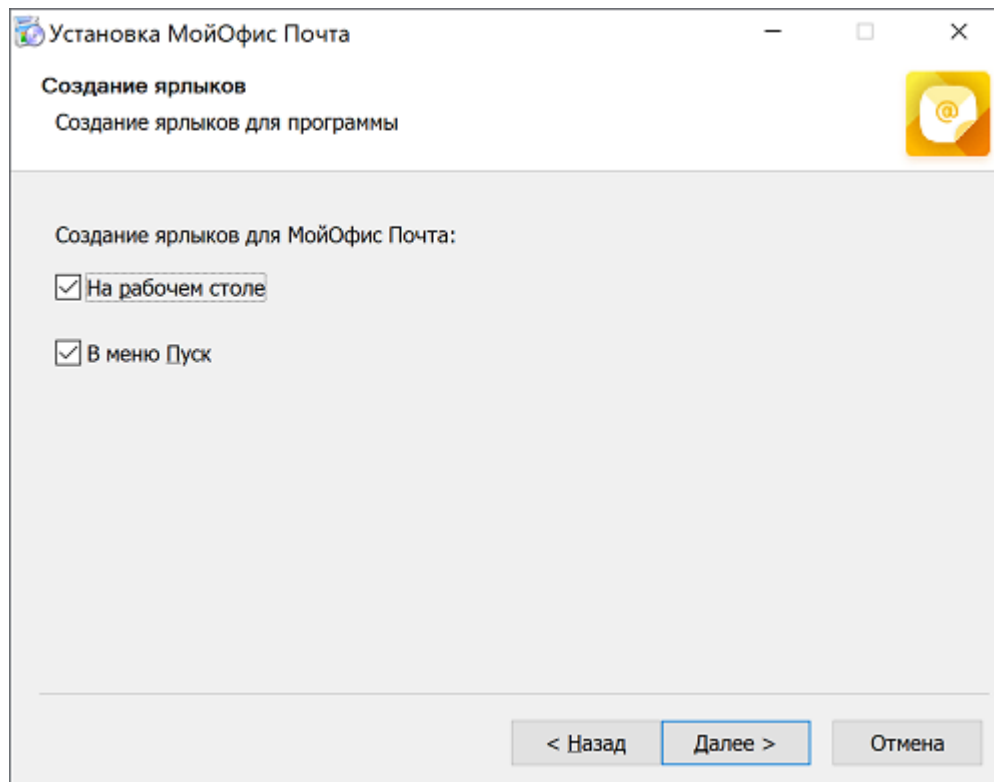 Установка МойОфис Почта
Создание ярлыков
Создание ярлыков для программы
@
Создание ярлыков для МойОфис Почта:
На рабочем столе
В меню Пуск
< Назад
Далее >
Отмена